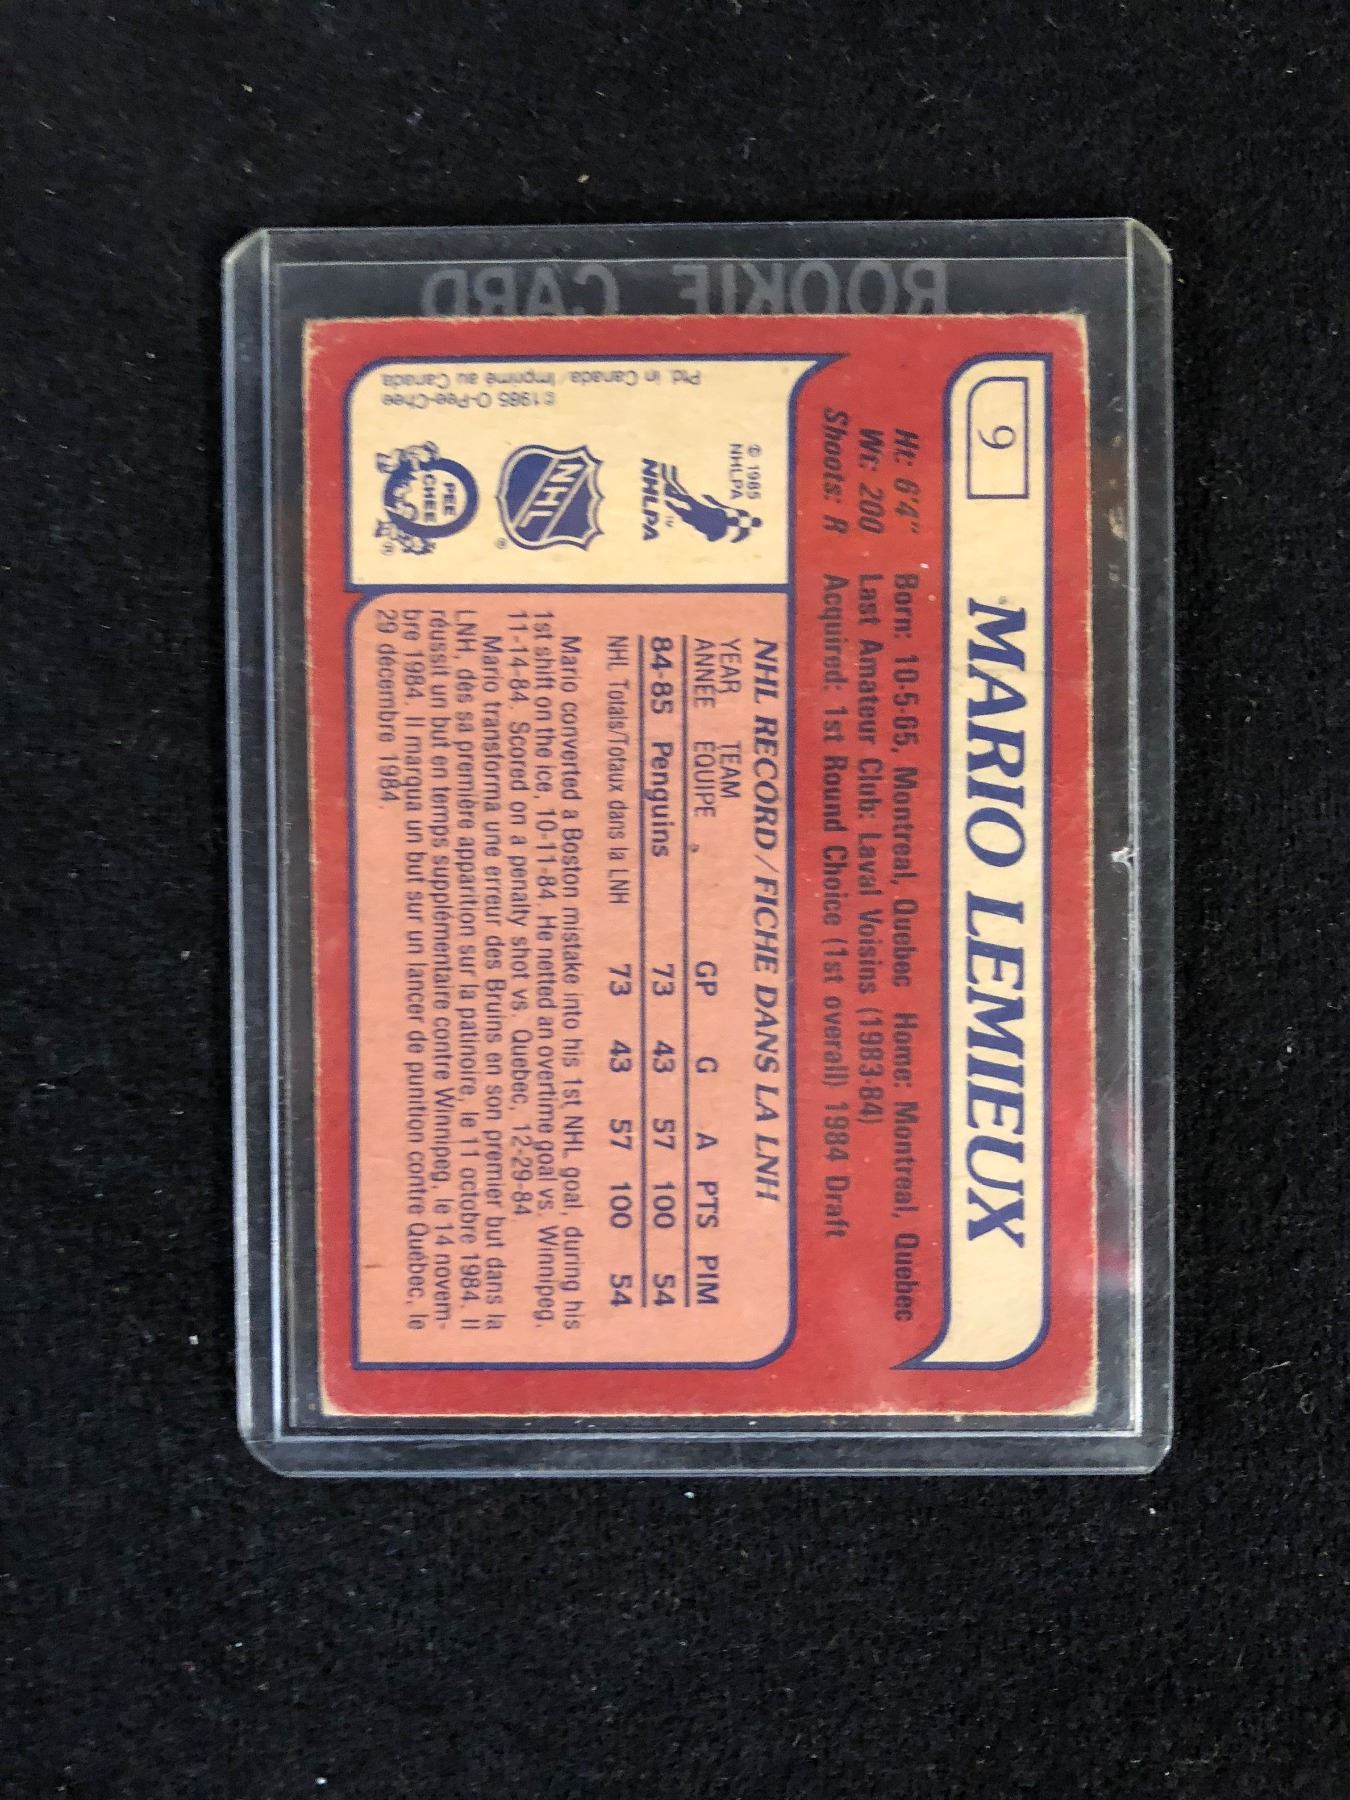 ROOKIE CARD
9
MARIO LEMIEUX
Ht: 6'4" Born: 10-5-65, Montreal, Quebec Home: Montreal, Quebec
Wt: 200 Last Amateur Club: Laval Voisins (1983-84)
Shoots: R Acquired: 1st Round Choice (1st overall) 1984 Draft
NHL RECORD/FICHE DANS LA LNH
YEAR TEAM
ANNÉE ÉQUIPE GP G A PTS PIM
84-85 Penguins 73 43 57 100 54
NHL Totals/Totaux dans la LNH 73 43 57 100 54
Mario converted a Boston mistake into his 1st NHL goal, during his
1st shift on the ice, 10-11-84. He netted an overtime goal vs. Winnipeg,
11-14-84. Scored on a penalty shot vs. Quebec, 12-29-84.
Mario transforma une erreur des Bruins en son premier but dans la
LNH, dès sa première apparition sur la patinoire, le 11 octobre 1984. Il
réussit un but en temps supplémentaire contre Winnipeg, le 14 novem-
bre 1984. Il marqua un but sur un lancer de punition contre Québec, le
29 décembre 1984.
© 1985
NHLPA
NHLPA
TM
NHL
®
O
PEE
CHEE
®
©1985 O-Pee-Chee
Ptd. in Canada/Imprimé au Canada